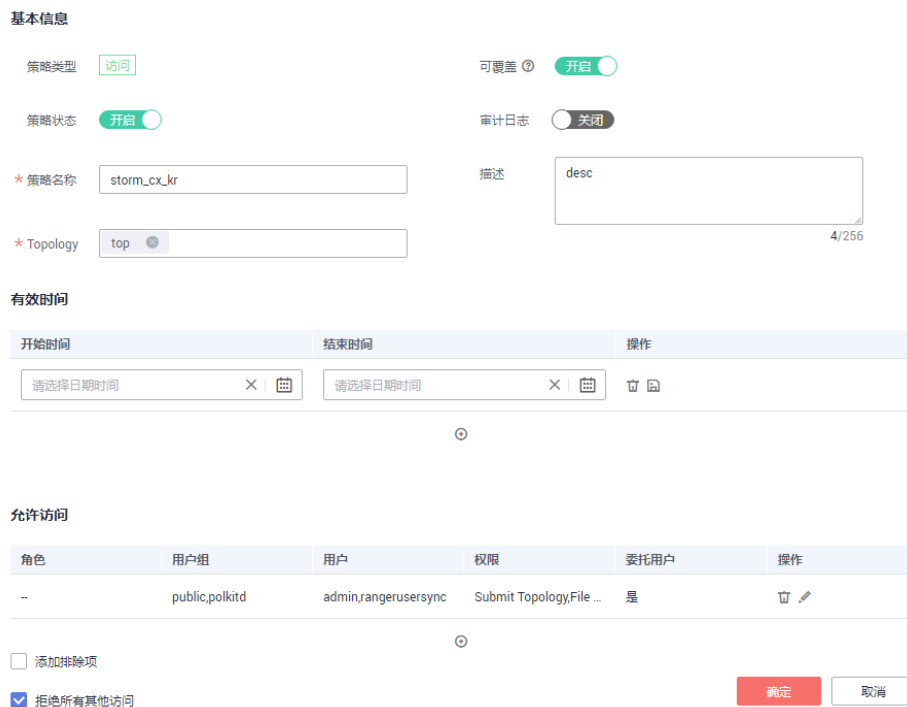 基本信息
策略类型 访问 可覆盖 开启
策略状态 开启 审计日志 关闭
* 策略名称 storm_cx_kr 描述 desc
4/256
* Topology top
有效时间
开始时间 结束时间 操作
请选择日期时间 请选择日期时间
允许访问
角色 用户组 用户 权限 委托用户 操作
-- public,polkitd admin,rangerusersync Submit Topology,File ... 是
添加排除项
拒绝所有其他访问 确定 取消